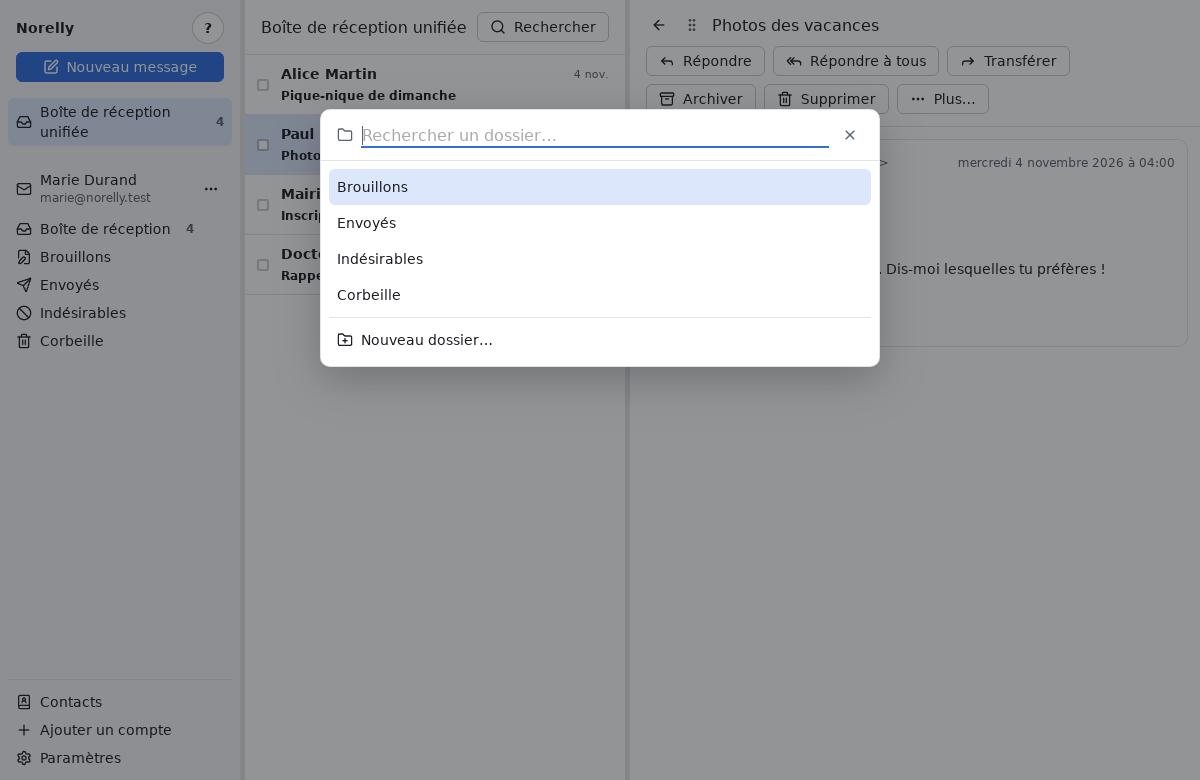 Norelly
?
Nouveau message
Boîte de réception
unifiée
4
Marie Durand
marie@norelly.test
Boîte de réception
4
Brouillons
Envoyés
Indésirables
Corbeille
Contacts
Ajouter un compte
Paramètres
Boîte de réception unifiée
Rechercher
Alice Martin
4 nov.
Pique-nique de dimanche
Paul
Photo
Mairi
Inscrip
Docte
Rappe
Photos des vacances
Répondre
Répondre à tous
Transférer
Archiver
Supprimer
Plus…
>
mercredi 4 novembre 2026 à 04:00
. Dis-moi lesquelles tu préfères !
Rechercher un dossier…
Brouillons
Envoyés
Indésirables
Corbeille
Nouveau dossier…